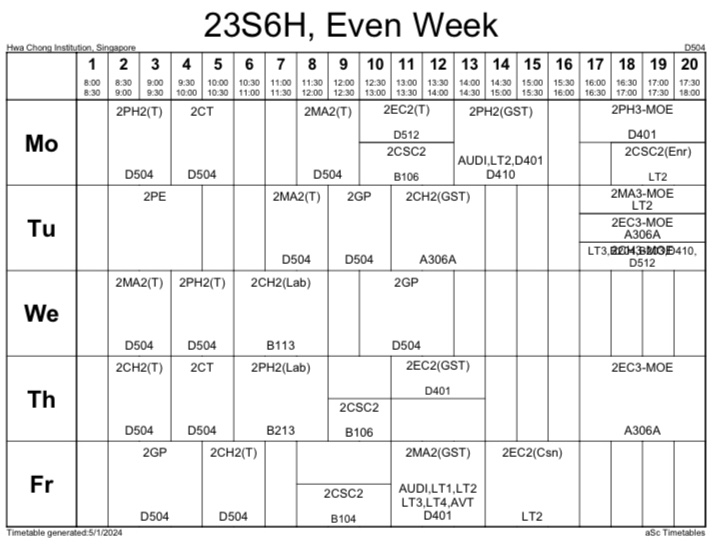 23S6H, Even Week
Hwa Chong Institution, Singapore D504
1 2 3 4 5 6 7 8 9 10 11 12 13 14 15 16 17 18 19 20
8:00 8:30 9:00 9:30 10:00 10:30 11:00 11:30 12:00 12:30 13:00 13:30 14:00 14:30 15:00 15:30 16:00 16:30 17:00 17:30
8:30 9:00 9:30 10:00 10:30 11:00 11:30 12:00 12:30 13:00 13:30 14:00 14:30 15:00 15:30 16:00 16:30 17:00 17:30 18:00
Mo
2PH2(T) 2CT 2MA2(T) 2EC2(T) 2PH2(GST) 2PH3-MOE
D512 D401
2CSC2 2CSC2(Enr)
AUDI,LT2,D401
D504 D504 D504 B106 D410 LT2
Tu
2PE 2MA2(T) 2GP 2CH2(GST) 2MA3-MOE
LT2
2EC3-MOE
A306A
D504 D504 A306A
D512
We
2MA2(T) 2PH2(T) 2CH2(Lab) 2GP
D504 D504 B113 D504
Th
2CH2(T) 2CT 2PH2(Lab) 2EC2(GST) 2EC3-MOE
D401
2CSC2
D504 D504 B213 B106 A306A
Fr
2GP 2CH2(T) 2MA2(GST) 2EC2(Csn)
2CSC2 AUDI,LT1,LT2
LT3,LT4,AVT
D504 D504 B104 D401 LT2
Timetable generated:5/1/2024 aSc Timetables